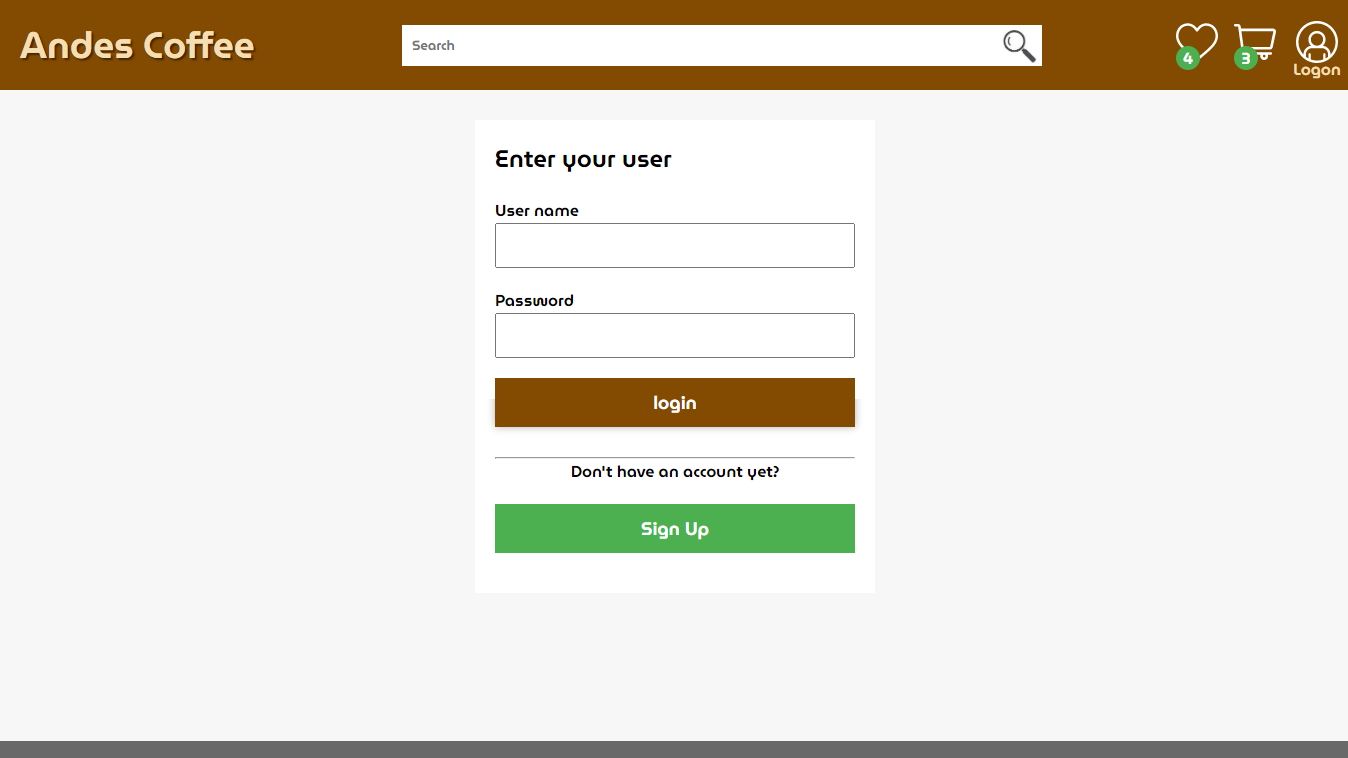 Andes Coffee
Search
4
3
Logon
Enter your user
User name
Password
login
Don't have an account yet?
Sign Up